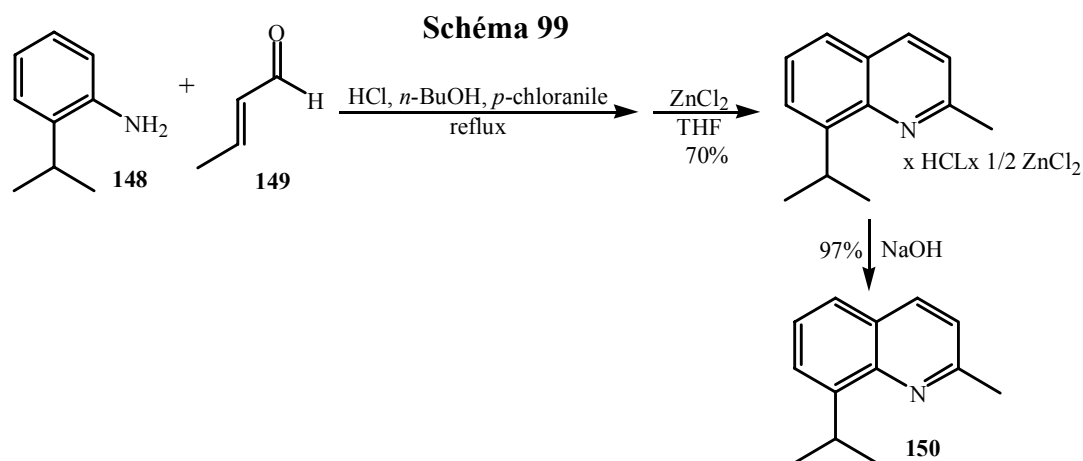 Schéma 99
O
H
NH2
148
+
149
HCl, n-BuOH, p-chloranile
reflux
ZnCl2
THF
70%
N
x HCLx 1/2 ZnCl2
97%
NaOH
N
150